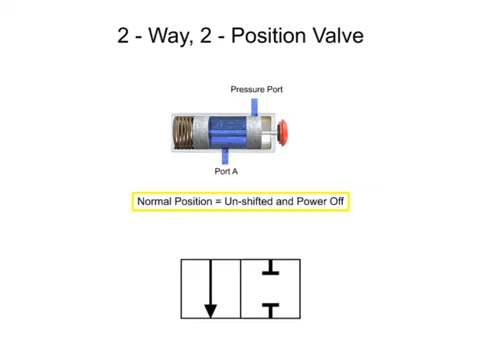 2 - Way, 2 - Position Valve
Pressure Port
Port A
Normal Position = Un-shifted and Power Off